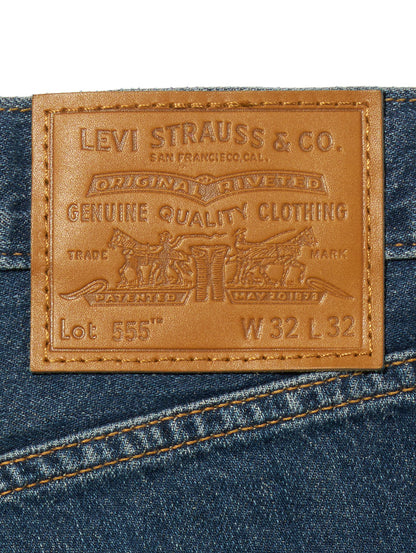 LEVI STRAUSS & CO.
SAN FRANCISCO, CAL.
ORIGINAL RIVETED
GENUINE QUALITY CLOTHING
TRADE MARK
PATENTED MAY 20 1873
Lot 555™ W 32 L 32